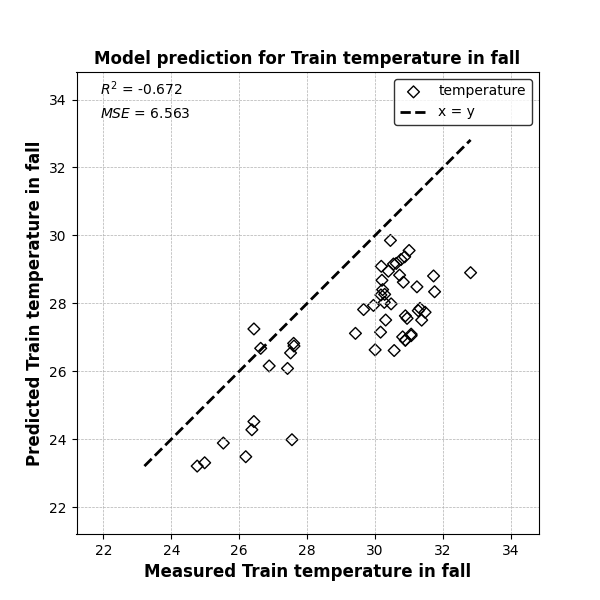 Model prediction for Train temperature in fall
R² = -0.672
MSE = 6.563
temperature
x = y
Predicted Train temperature in fall
34
32
30
28
26
24
22
22 24 26 28 30 32 34
Measured Train temperature in fall